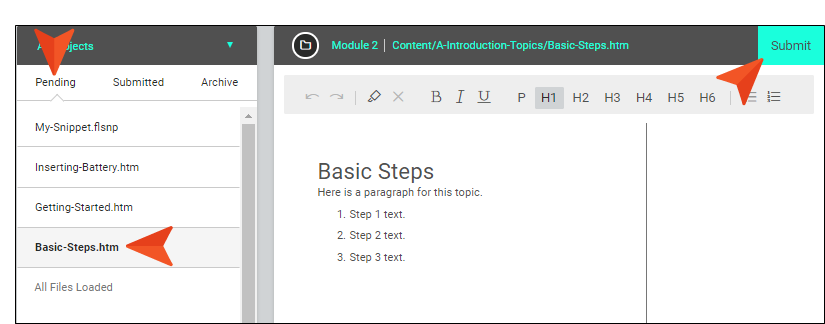 jects
Pending Submitted Archive
My-Snippet.flsnp
Inserting-Battery.htm
Getting-Started.htm
Basic-Steps.htm
All Files Loaded
Module 2 Content/A-Introduction-Topics/Basic-Steps.htm Submit
B I U P H1 H2 H3 H4 H5 H6
Basic Steps
Here is a paragraph for this topic.
1. Step 1 text.
2. Step 2 text.
3. Step 3 text.